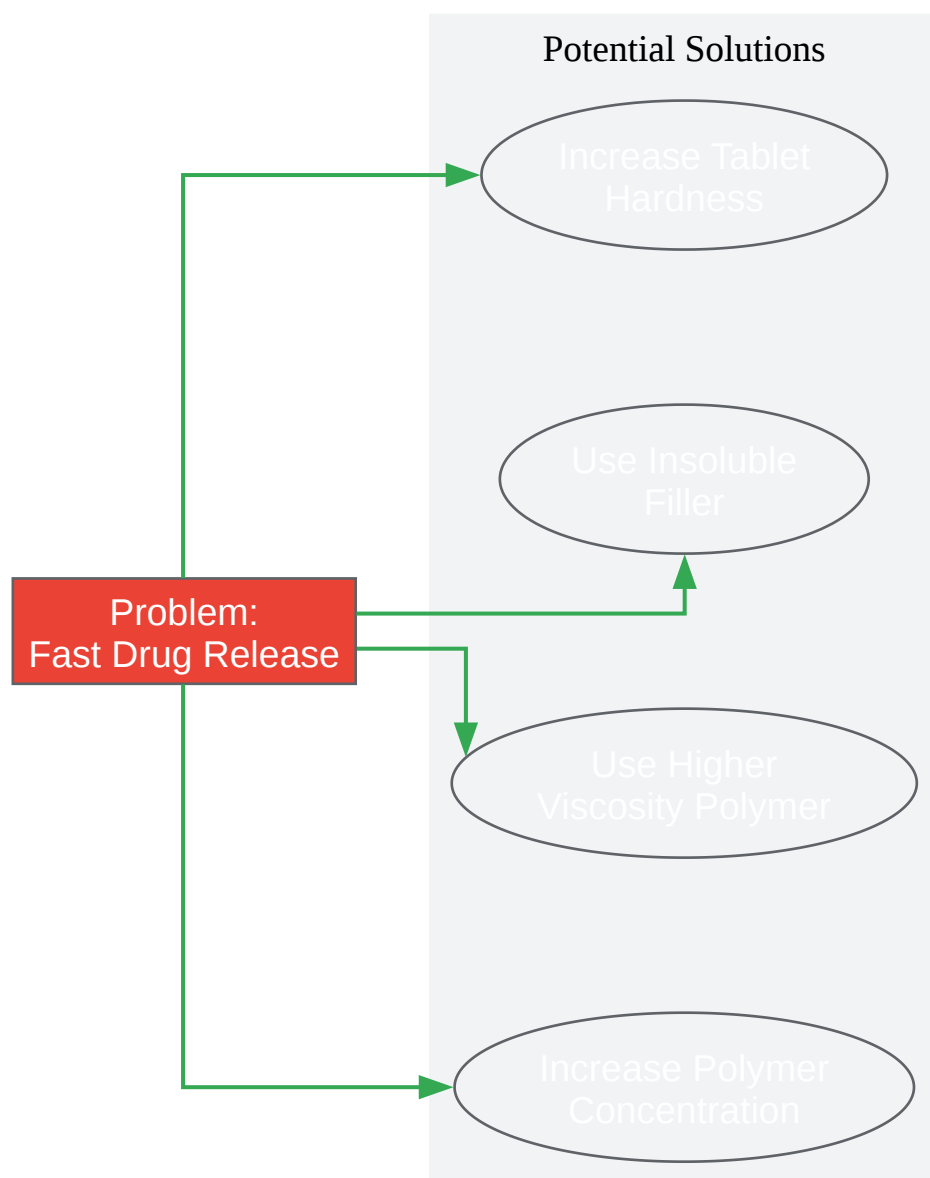 Potential Solutions
Increase Tablet
Hardness
Use Insoluble
Filler
Problem:
Fast Drug Release
Use Higher
Viscosity Polymer
Increase Polymer
Concentration